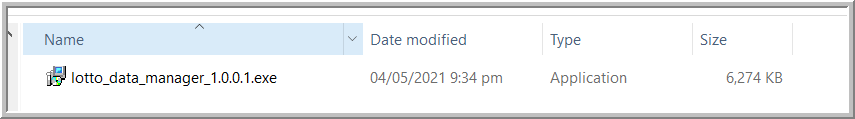 Name Date modified Type Size
lotto_data_manager_1.0.0.1.exe 04/05/2021 9:34 pm Application 6,274 KB